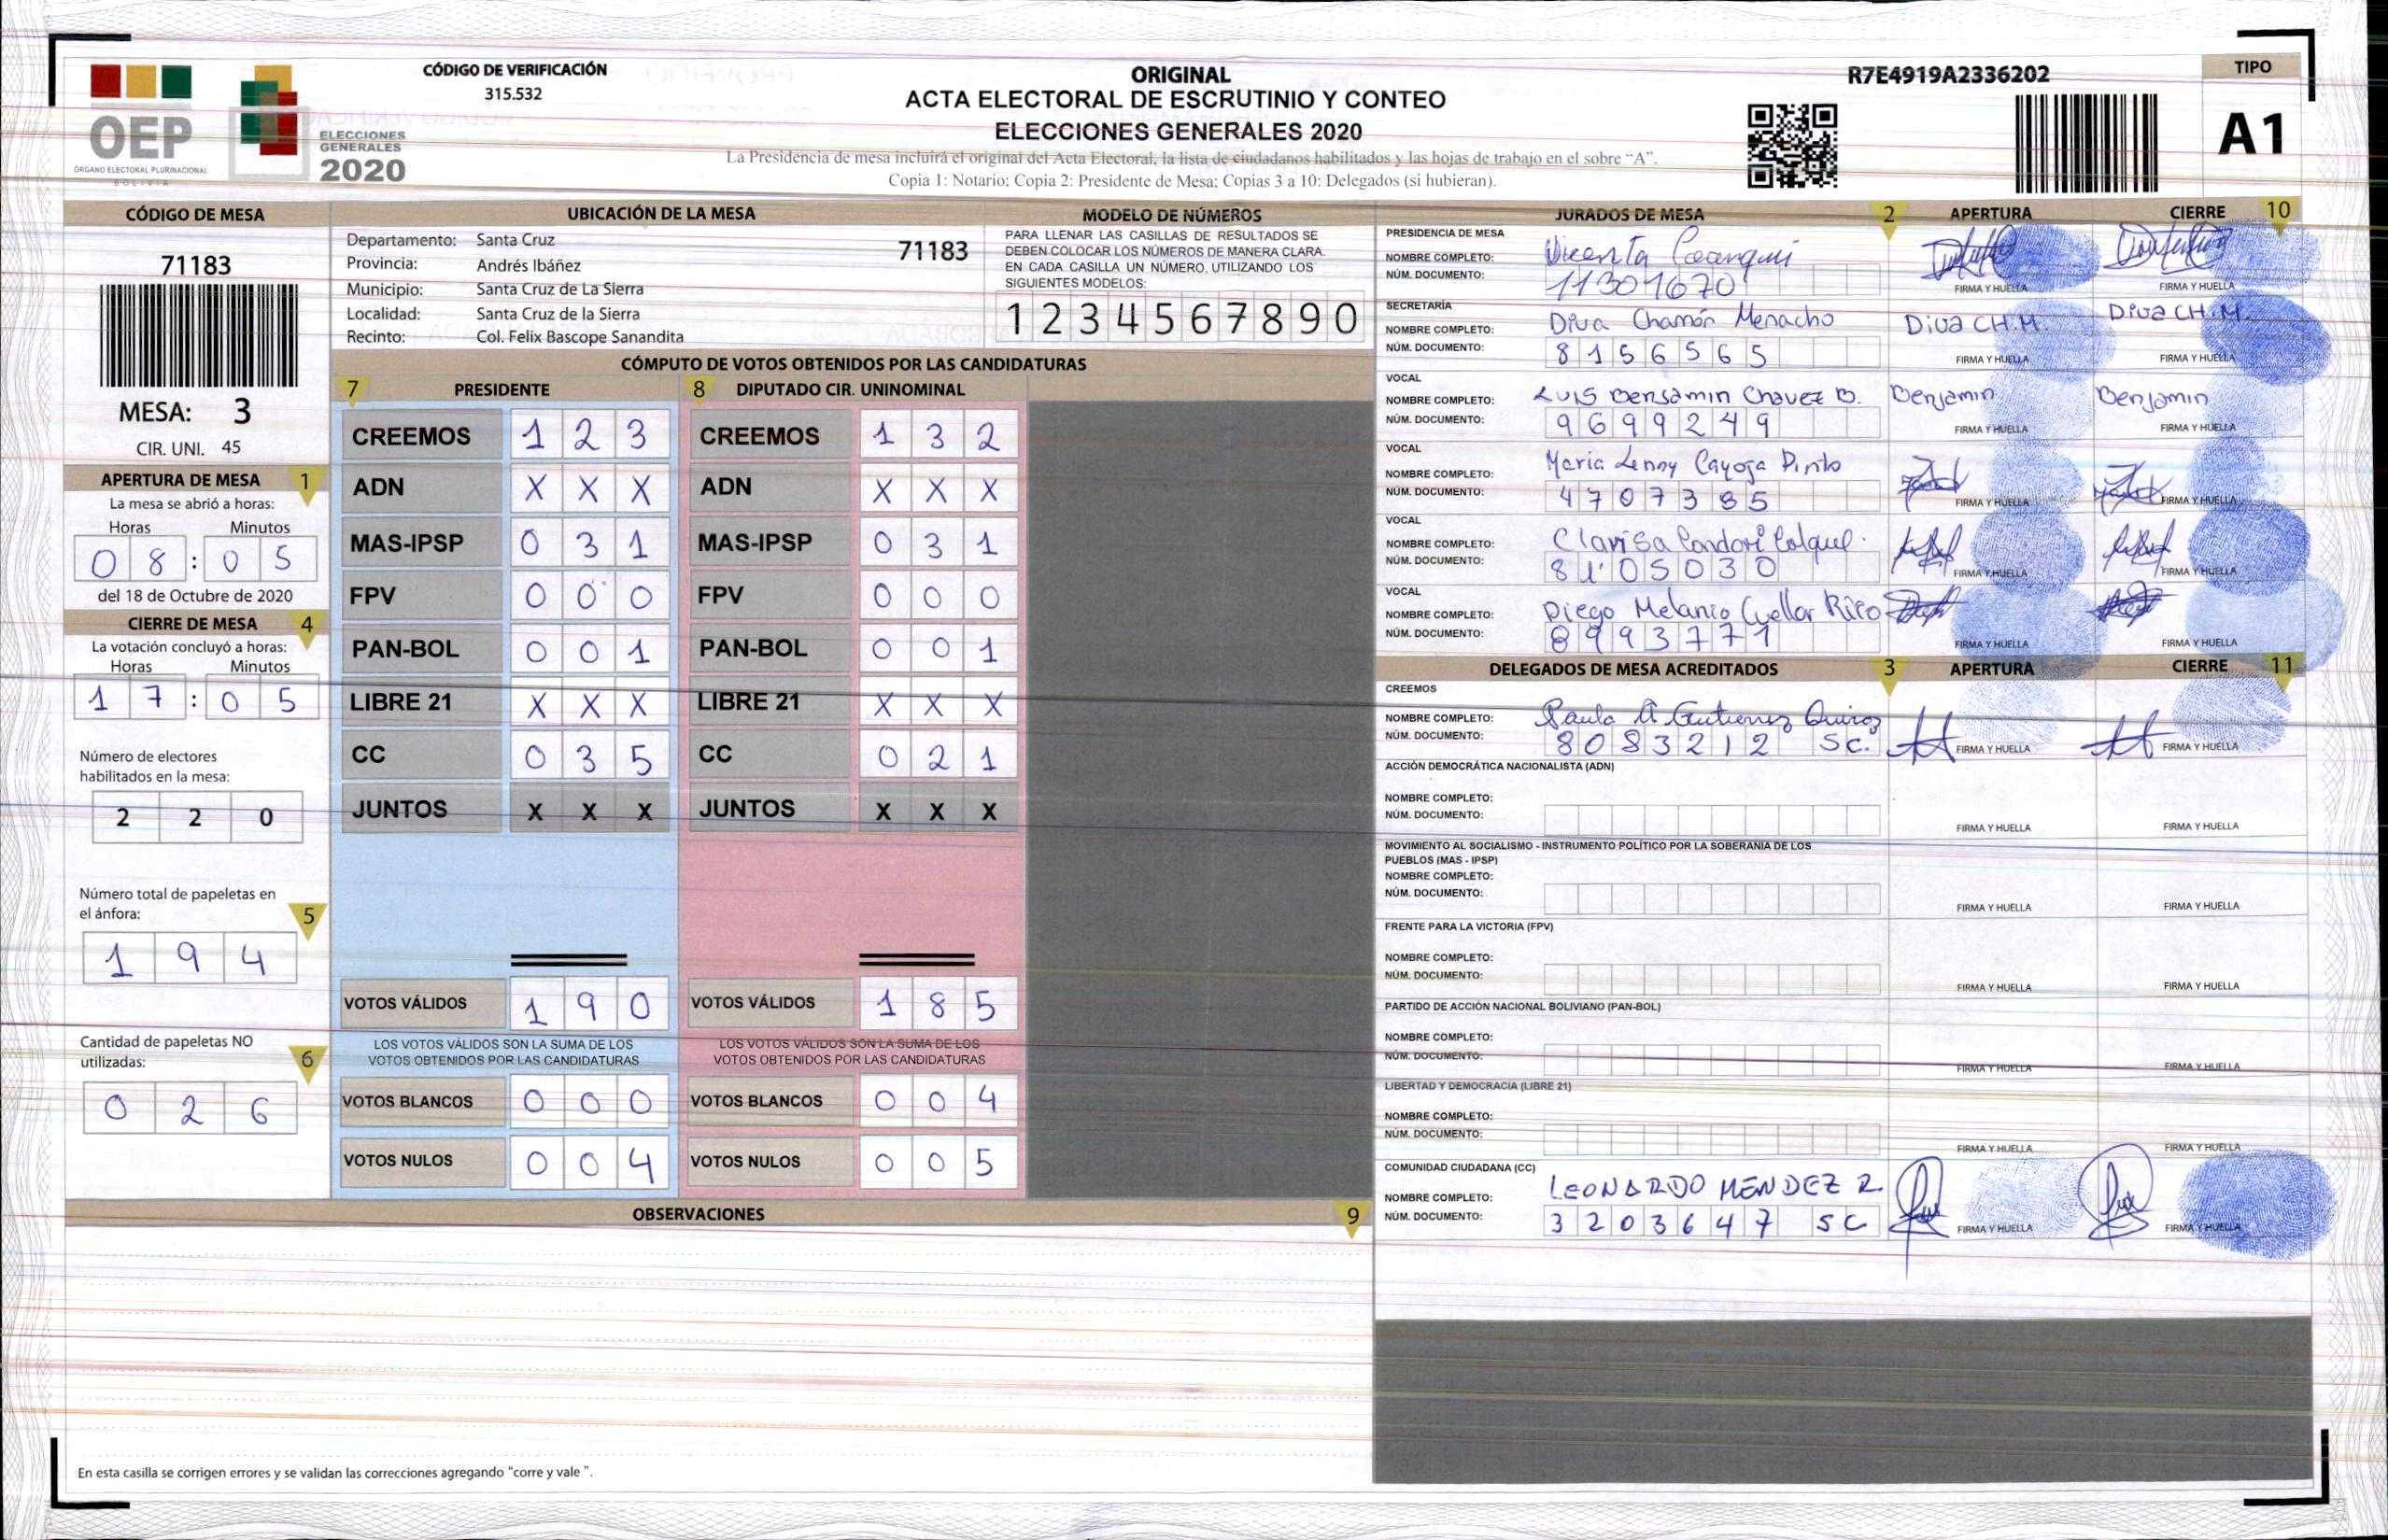 CÓDIGO DE VERIFICACIÓN
315.532
ORIGINAL
ACTA ELECTORAL DE ESCRUTINIO Y CONTEO
ELECCIONES GENERALES 2020
La Presidencia de mesa incluirá el original del Acta Electoral, la lista de ciudadanos habilitados y las hojas de trabajo en el sobre "A".
Copia 1: Notario; Copia 2: Presidente de Mesa; Copias 3 a 10: Delegados (si hubieran).
R7E4919A2336202
TIPO
A1
OEP
ÓRGANO ELECTORAL PLURINACIONAL
BOLIVIA
ELECCIONES
GENERALES
2020
CÓDIGO DE MESA
71183
MESA: 3
CIR. UNI. 45
APERTURA DE MESA 1
La mesa se abrió a horas:
Horas Minutos
0 8 : 0 5
del 18 de Octubre de 2020
CIERRE DE MESA 4
La votación concluyó a horas:
Horas Minutos
1 7 : 0 5
Número de electores
habilitados en la mesa:
2 2 0
Número total de papeletas en
el ánfora: 5
1 9 4
Cantidad de papeletas NO
utilizadas: 6
0 2 6
UBICACIÓN DE LA MESA
Departamento: Santa Cruz
71183
Provincia: Andrés Ibáñez
Municipio: Santa Cruz de La Sierra
Localidad: Santa Cruz de la Sierra
Recinto: Col. Felix Bascope Sanandita
MODELO DE NÚMEROS
PARA LLENAR LAS CASILLAS DE RESULTADOS SE
DEBEN COLOCAR LOS NÚMEROS DE MANERA CLARA.
EN CADA CASILLA UN NÚMERO, UTILIZANDO LOS
SIGUIENTES MODELOS:
1 2 3 4 5 6 7 8 9 0
CÓMPUTO DE VOTOS OBTENIDOS POR LAS CANDIDATURAS
7 PRESIDENTE
CREEMOS 1 2 3
ADN X X X
MAS-IPSP 0 3 1
FPV 0 0 0
PAN-BOL 0 0 1
LIBRE 21 X X X
CC 0 3 5
JUNTOS X X X
VOTOS VÁLIDOS 1 9 0
LOS VOTOS VÁLIDOS SON LA SUMA DE LOS
VOTOS OBTENIDOS POR LAS CANDIDATURAS
VOTOS BLANCOS 0 0 0
VOTOS NULOS 0 0 4
8 DIPUTADO CIR. UNINOMINAL
CREEMOS 1 3 2
ADN X X X
MAS-IPSP 0 3 1
FPV 0 0 0
PAN-BOL 0 0 1
LIBRE 21 X X X
CC 0 2 1
JUNTOS X X X
VOTOS VÁLIDOS 1 8 5
LOS VOTOS VÁLIDOS SON LA SUMA DE LOS
VOTOS OBTENIDOS POR LAS CANDIDATURAS
VOTOS BLANCOS 0 0 4
VOTOS NULOS 0 0 5
OBSERVACIONES 9
En esta casilla se corrigen errores y se validan las correcciones agregando "corre y vale ".
JURADOS DE MESA 2 APERTURA CIERRE 10
PRESIDENCIA DE MESA
NOMBRE COMPLETO: Vicenta
NÚM. DOCUMENTO: 11301670
FIRMA Y HUELLA FIRMA Y HUELLA
SECRETARÍA
NOMBRE COMPLETO: Diva Chamón Menacho Diva CH.M. Diva CH.M.
NÚM. DOCUMENTO: 8156565
FIRMA Y HUELLA FIRMA Y HUELLA
VOCAL
NOMBRE COMPLETO: LUIS Bensamin Chavez B. Benjamin Benjamin
NÚM. DOCUMENTO: 9699249
FIRMA Y HUELLA FIRMA Y HUELLA
VOCAL
NOMBRE COMPLETO: Maria Lenny Cayoja Pinto
NÚM. DOCUMENTO: 4707385
FIRMA Y HUELLA FIRMA Y HUELLA
VOCAL
NOMBRE COMPLETO: Clarisa Condori Colque.
NÚM. DOCUMENTO: 8105030
FIRMA Y HUELLA FIRMA Y HUELLA
VOCAL
NOMBRE COMPLETO: Diego Melanio Cuellar Rico
NÚM. DOCUMENTO: 8993771
FIRMA Y HUELLA FIRMA Y HUELLA
DELEGADOS DE MESA ACREDITADOS 3 APERTURA CIERRE 11
CREEMOS
NOMBRE COMPLETO: Paula A Gutierrez Quiroz
NÚM. DOCUMENTO: 8083212 SC.
FIRMA Y HUELLA FIRMA Y HUELLA
ACCIÓN DEMOCRÁTICA NACIONALISTA (ADN)
NOMBRE COMPLETO:
NÚM. DOCUMENTO:
FIRMA Y HUELLA FIRMA Y HUELLA
MOVIMIENTO AL SOCIALISMO - INSTRUMENTO POLÍTICO POR LA SOBERANIA DE LOS
PUEBLOS (MAS - IPSP)
NOMBRE COMPLETO:
NÚM. DOCUMENTO:
FIRMA Y HUELLA FIRMA Y HUELLA
FRENTE PARA LA VICTORIA (FPV)
NOMBRE COMPLETO:
NÚM. DOCUMENTO:
FIRMA Y HUELLA FIRMA Y HUELLA
PARTIDO DE ACCIÓN NACIONAL BOLIVIANO (PAN-BOL)
NOMBRE COMPLETO:
NÚM. DOCUMENTO:
FIRMA Y HUELLA FIRMA Y HUELLA
LIBERTAD Y DEMOCRACIA (LIBRE 21)
NOMBRE COMPLETO:
NÚM. DOCUMENTO:
FIRMA Y HUELLA FIRMA Y HUELLA
COMUNIDAD CIUDADANA (CC)
NOMBRE COMPLETO: LEONARDO MENDEZ R.
NÚM. DOCUMENTO: 3203647 SC
FIRMA Y HUELLA FIRMA Y HUELLA